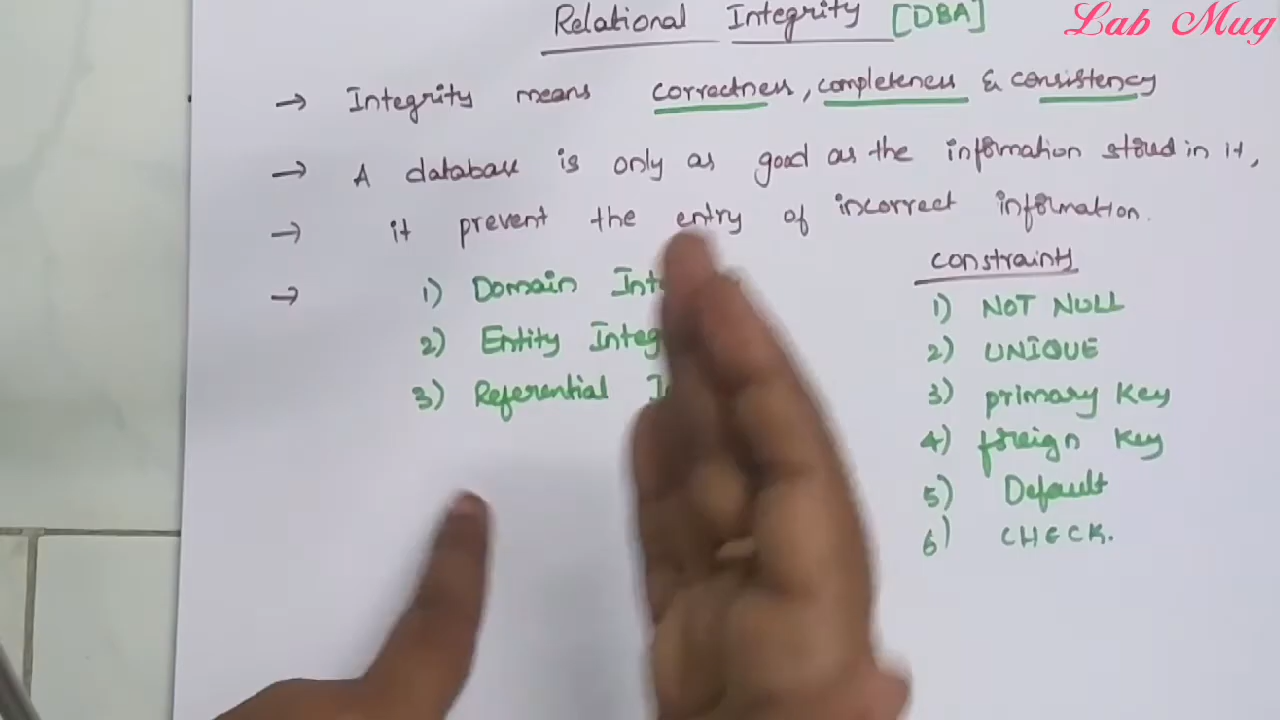 Relational Integrity [DBA]
Lab Mug
→ Integrity means correctness, completeness & consistency
→ A database is only as good as the information stored in it,
→ it prevent the entry of incorrect information.
→ 1) Domain
2) Entity
3) Referential
constraints
1) NOT NULL
2) UNIQUE
3) primary key
4) foreign key
5) Default
6) CHECK.